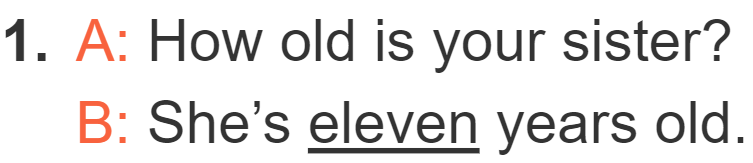 1. A: How old is your sister?
B: She’s eleven years old.